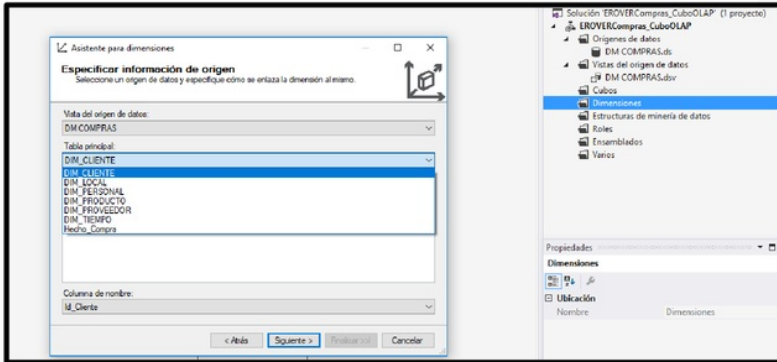 Asistente para dimensiones
Especificar información de origen
Seleccione un origen de datos y especifique cómo se enlaza la dimensión al mismo.
Vista del origen de datos:
DM COMPRAS
Tabla principal:
DIM_CLIENTE
DIM_CLIENTE
DIM_LOCAL
DIM_PERSONAL
DIM_PRODUCTO
DIM_PROVEEDOR
DIM_TIEMPO
Hecho_Compra
Columna de nombre:
Id_Cliente
< Atrás
Siguiente >
Finalizar >>|
Cancelar
Solución 'EROVERCompras_CuboOLAP' (1 proyecto)
EROVERCompras_CuboOLAP
Orígenes de datos
DM COMPRAS.ds
Vistas del origen de datos
DM COMPRAS.dsv
Cubos
Dimensiones
Estructuras de minería de datos
Roles
Ensamblados
Varios
Propiedades
Dimensiones
Ubicación
Nombre Dimensiones